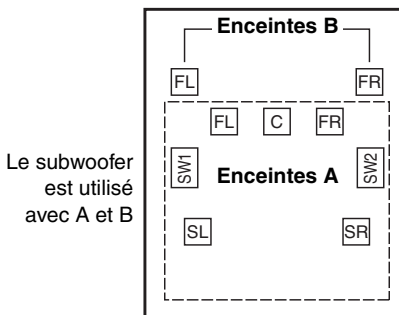 Enceintes B
FL FR
FL C FR
Le subwoofer
est utilisé
avec A et B
SW1 Enceintes A SW2
SL SR